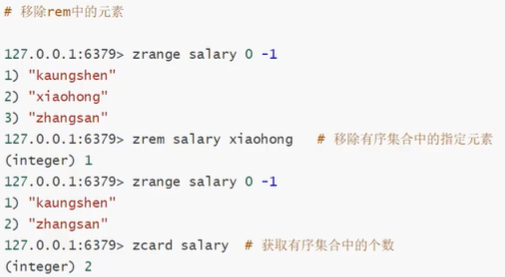 # 移除rem中的元素
127.0.0.1:6379> zrange salary 0 -1
1) "kaungshen"
2) "xiaohong"
3) "zhangsan"
127.0.0.1:6379> zrem salary xiaohong # 移除有序集合中的指定元素
(integer) 1
127.0.0.1:6379> zrange salary 0 -1
1) "kaungshen"
2) "zhangsan"
127.0.0.1:6379> zcard salary # 获取有序集合中的个数
(integer) 2